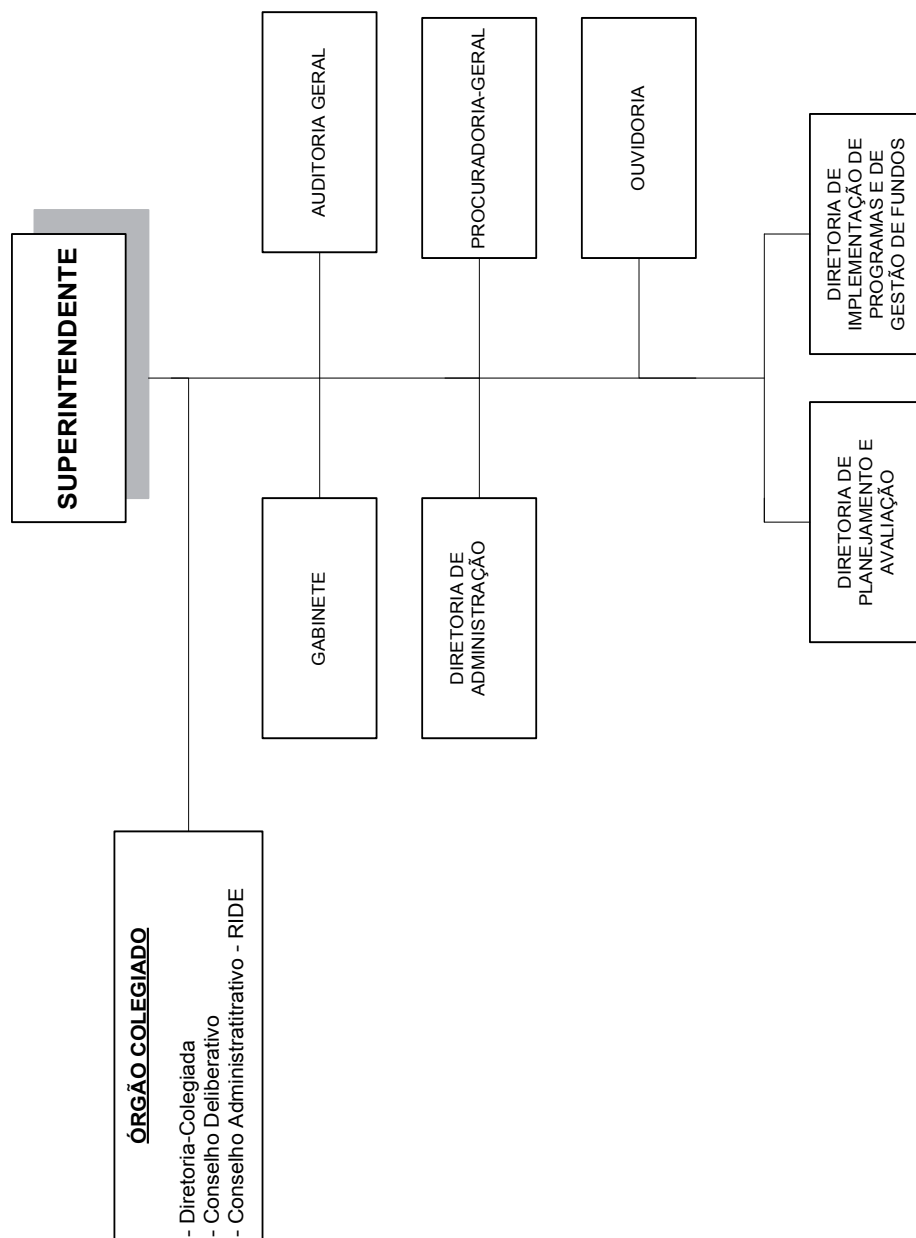 SUPERINTENDENTE
ÓRGÃO COLEGIADO
- Diretoria-Colegiada
- Conselho Deliberativo
- Conselho Administratitrativo - RIDE
GABINETE
AUDITORIA GERAL
DIRETORIA DE
ADMINISTRAÇÃO
PROCURADORIA-GERAL
OUVIDORIA
DIRETORIA DE
PLANEJAMENTO E
AVALIAÇÃO
DIRETORIA DE
IMPLEMENTAÇÃO DE
PROGRAMAS E DE
GESTÃO DE FUNDOS